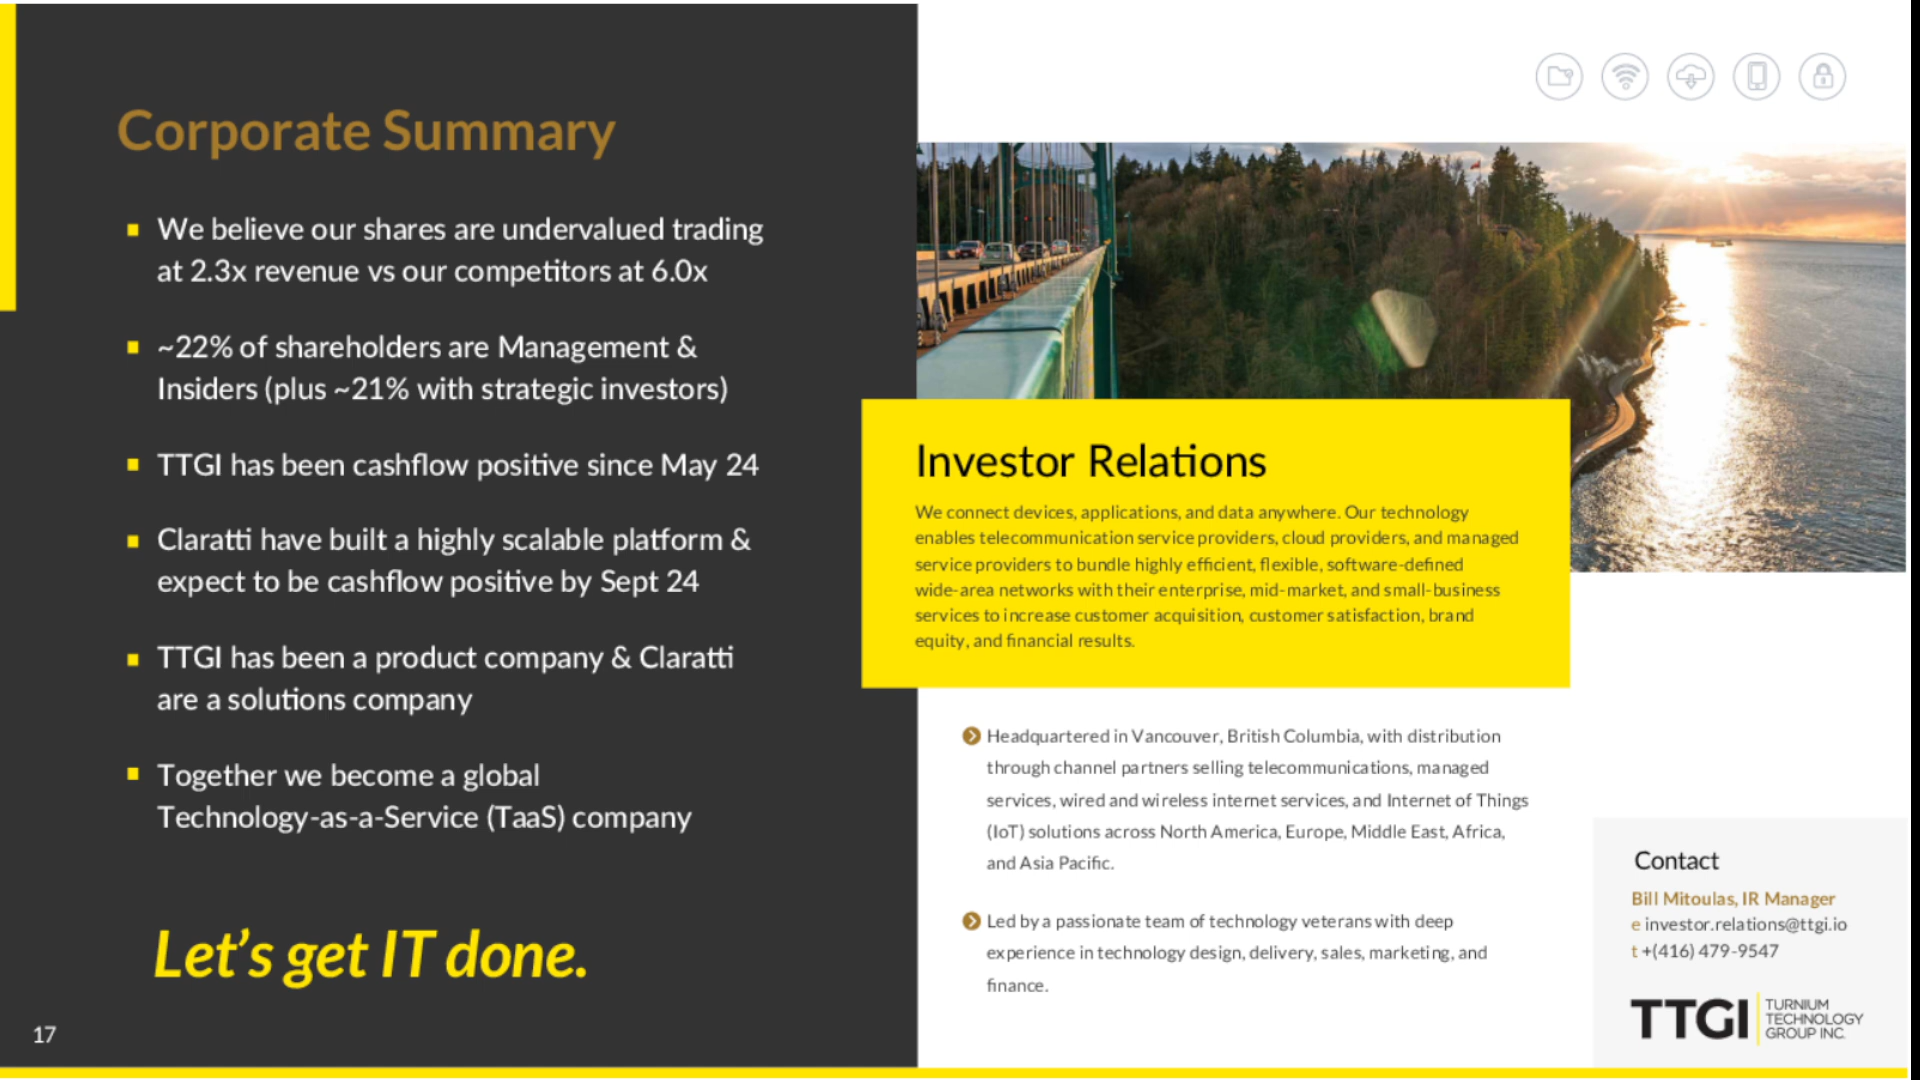 Corporate Summary
We believe our shares are undervalued trading
at 2.3x revenue vs our competitors at 6.0x
~22% of shareholders are Management &
Insiders (plus ~21% with strategic investors)
TTGI has been cashflow positive since May 24
Claratti have built a highly scalable platform &
expect to be cashflow positive by Sept 24
TTGI has been a product company & Claratti
are a solutions company
Together we become a global
Technology-as-a-Service (TaaS) company
Let's get IT done.
17
Investor Relations
We connect devices, applications, and data anywhere. Our technology
enables telecommunication service providers, cloud providers, and managed
service providers to bundle highly efficient, flexible, software-defined
wide-area networks with their enterprise, mid-market, and small-business
services to increase customer acquisition, customer satisfaction, brand
equity, and financial results.
Headquartered in Vancouver, British Columbia, with distribution
through channel partners selling telecommunications, managed
services, wired and wireless internet services, and Internet of Things
(IoT) solutions across North America, Europe, Middle East, Africa,
and Asia Pacific.
Led by a passionate team of technology veterans with deep
experience in technology design, delivery, sales, marketing, and
finance.
Contact
Bill Mitoulas, IR Manager
e investor.relations@ttgi.io
t +(416) 479-9547
TTGI
TURNIUM
TECHNOLOGY
GROUP INC.